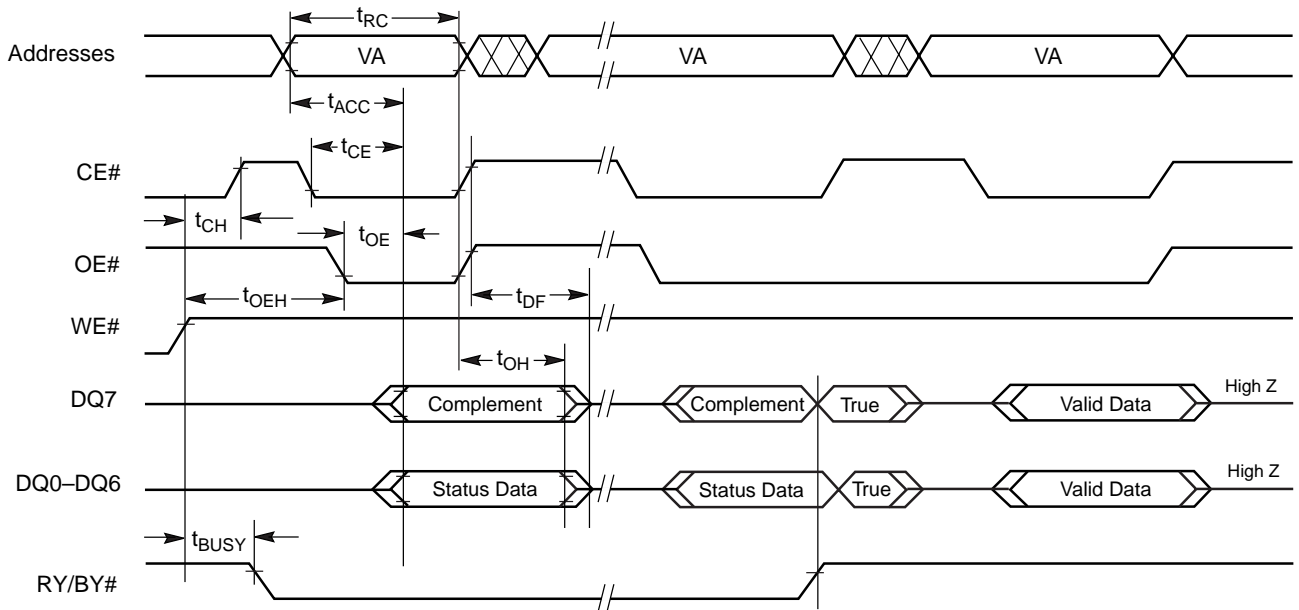 tRC
Addresses VA VA VA
tACC
tCE
CE#
tCH tOE
OE#
tOEH tDF
WE#
tOH
DQ7 Complement Complement True Valid Data High Z
DQ0–DQ6 Status Data Status Data True Valid Data High Z
tBUSY
RY/BY#